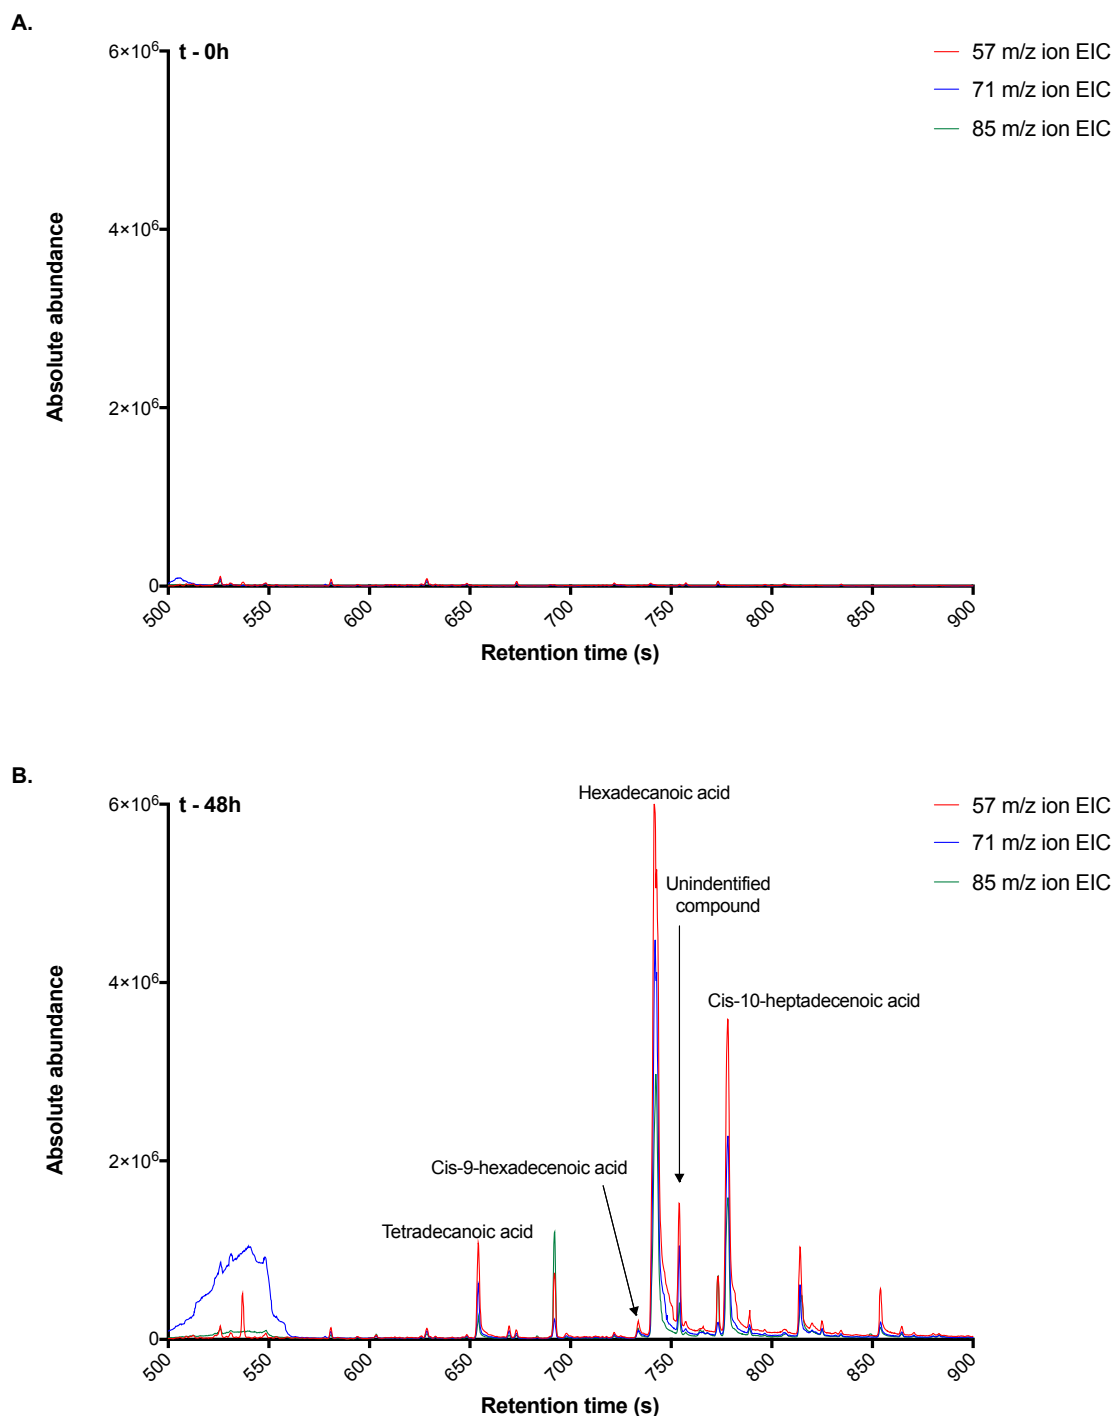 A.
t - 0h
57 m/z ion EIC
71 m/z ion EIC
85 m/z ion EIC
Absolute abundance
6×10⁶
4×10⁶
2×10⁶
0
500 550 600 650 700 750 800 850 900
Retention time (s)
B.
t - 48h
57 m/z ion EIC
71 m/z ion EIC
85 m/z ion EIC
Hexadecanoic acid
Unidentified
compound
Cis-10-heptadecenoic acid
Cis-9-hexadecenoic acid
Tetradecanoic acid
Absolute abundance
6×10⁶
4×10⁶
2×10⁶
0
500 550 600 650 700 750 800 850 900
Retention time (s)